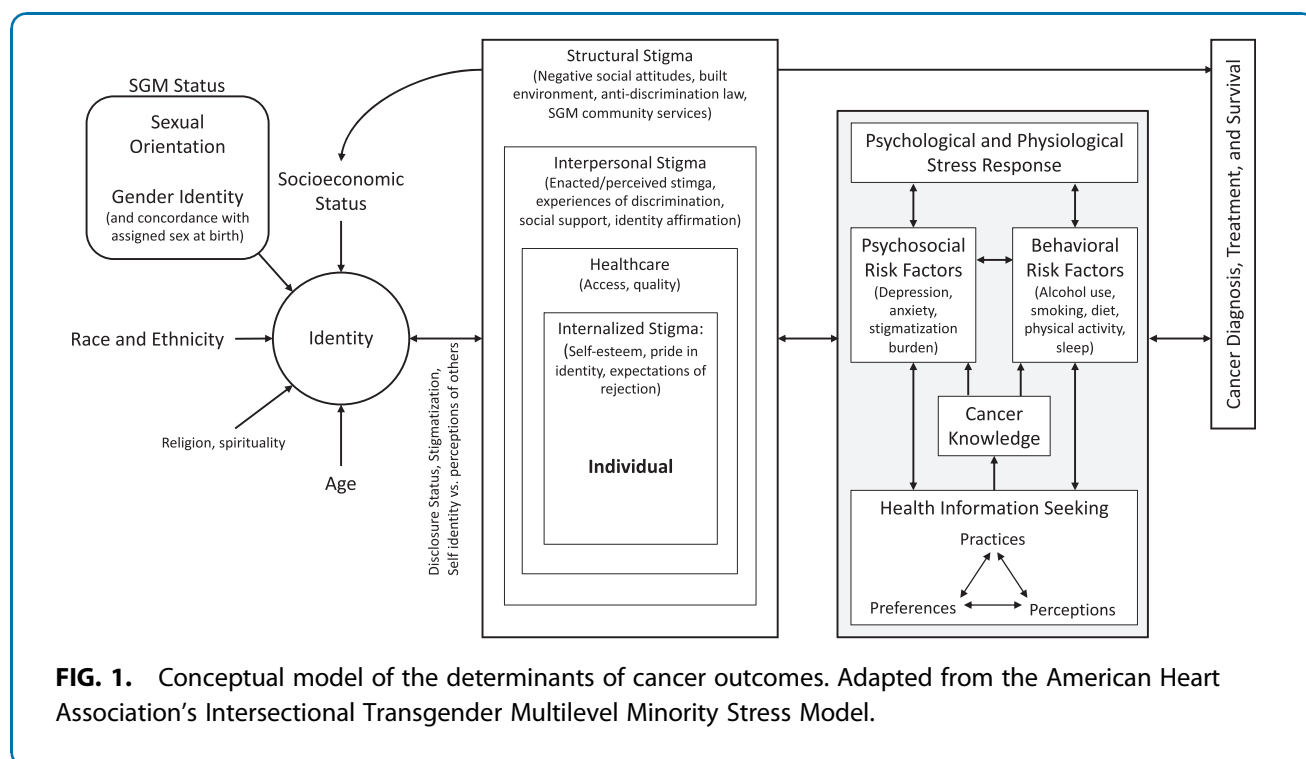 SGM Status
Sexual
Orientation
Gender Identity
(and concordance with
assigned sex at birth)
Socioeconomic
Status
Race and Ethnicity
Identity
Religion, spirituality
Age
Disclosure Status, Stigmatization,
Self identity vs. perceptions of others
Structural Stigma
(Negative social attitudes, built
environment, anti-discrimination law,
SGM community services)
Interpersonal Stigma
(Enacted/perceived stimga,
experiences of discrimination,
social support, identity affirmation)
Healthcare
(Access, quality)
Internalized Stigma:
(Self-esteem, pride in
identity, expectations of
rejection)
Individual
Psychological and Physiological
Stress Response
Psychosocial
Risk Factors
(Depression,
anxiety,
stigmatization
burden)
Behavioral
Risk Factors
(Alcohol use,
smoking, diet,
physical activity,
sleep)
Cancer
Knowledge
Health Information Seeking
Practices
Preferences
Perceptions
Cancer Diagnosis, Treatment, and Survival
FIG. 1. Conceptual model of the determinants of cancer outcomes. Adapted from the American Heart
Association's Intersectional Transgender Multilevel Minority Stress Model.